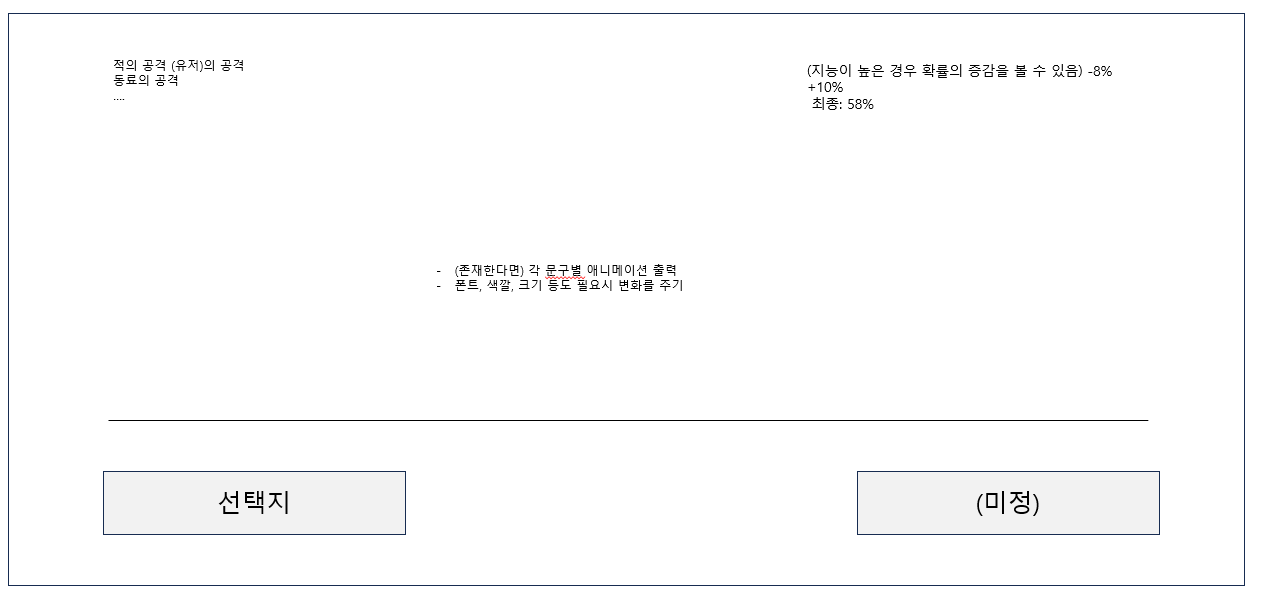 적의 공격 (유저)의 공격
동료의 공격
....
(지능이 높은 경우 확률의 증감을 볼 수 있음) -8%
+10%
최종: 58%
- (존재한다면) 각 문구별 애니메이션 출력
- 폰트, 색깔, 크기 등도 필요시 변화를 주기
선택지
(미정)